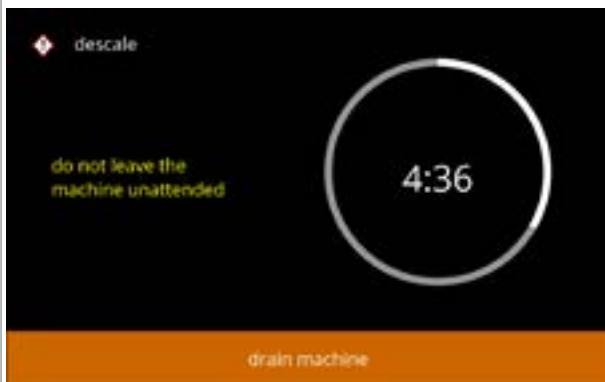 descale
do not leave the
machine unattended
4:36
drain machine